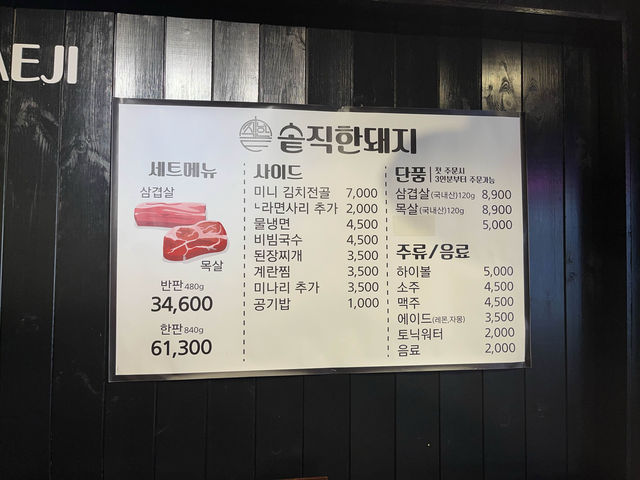 AEJI
직한
솥직한돼지
세트메뉴
삼겹살
목살
반판 480g
34,600
한판 840g
61,300
사이드
미니 김치전골 7,000
ㄴ라면사리 추가 2,000
물냉면 4,500
비빔국수 4,500
된장찌개 3,500
계란찜 3,500
미나리 추가 3,500
공기밥 1,000
단품 첫 주문시
3인분부터 주문가능
삼겹살 (국내산)120g 8,900
목살 (국내산)120g 8,900
5,000
주류/음료
하이볼 5,000
소주 4,500
맥주 4,500
에이드(레몬,자몽) 3,500
토닉워터 2,000
음료 2,000